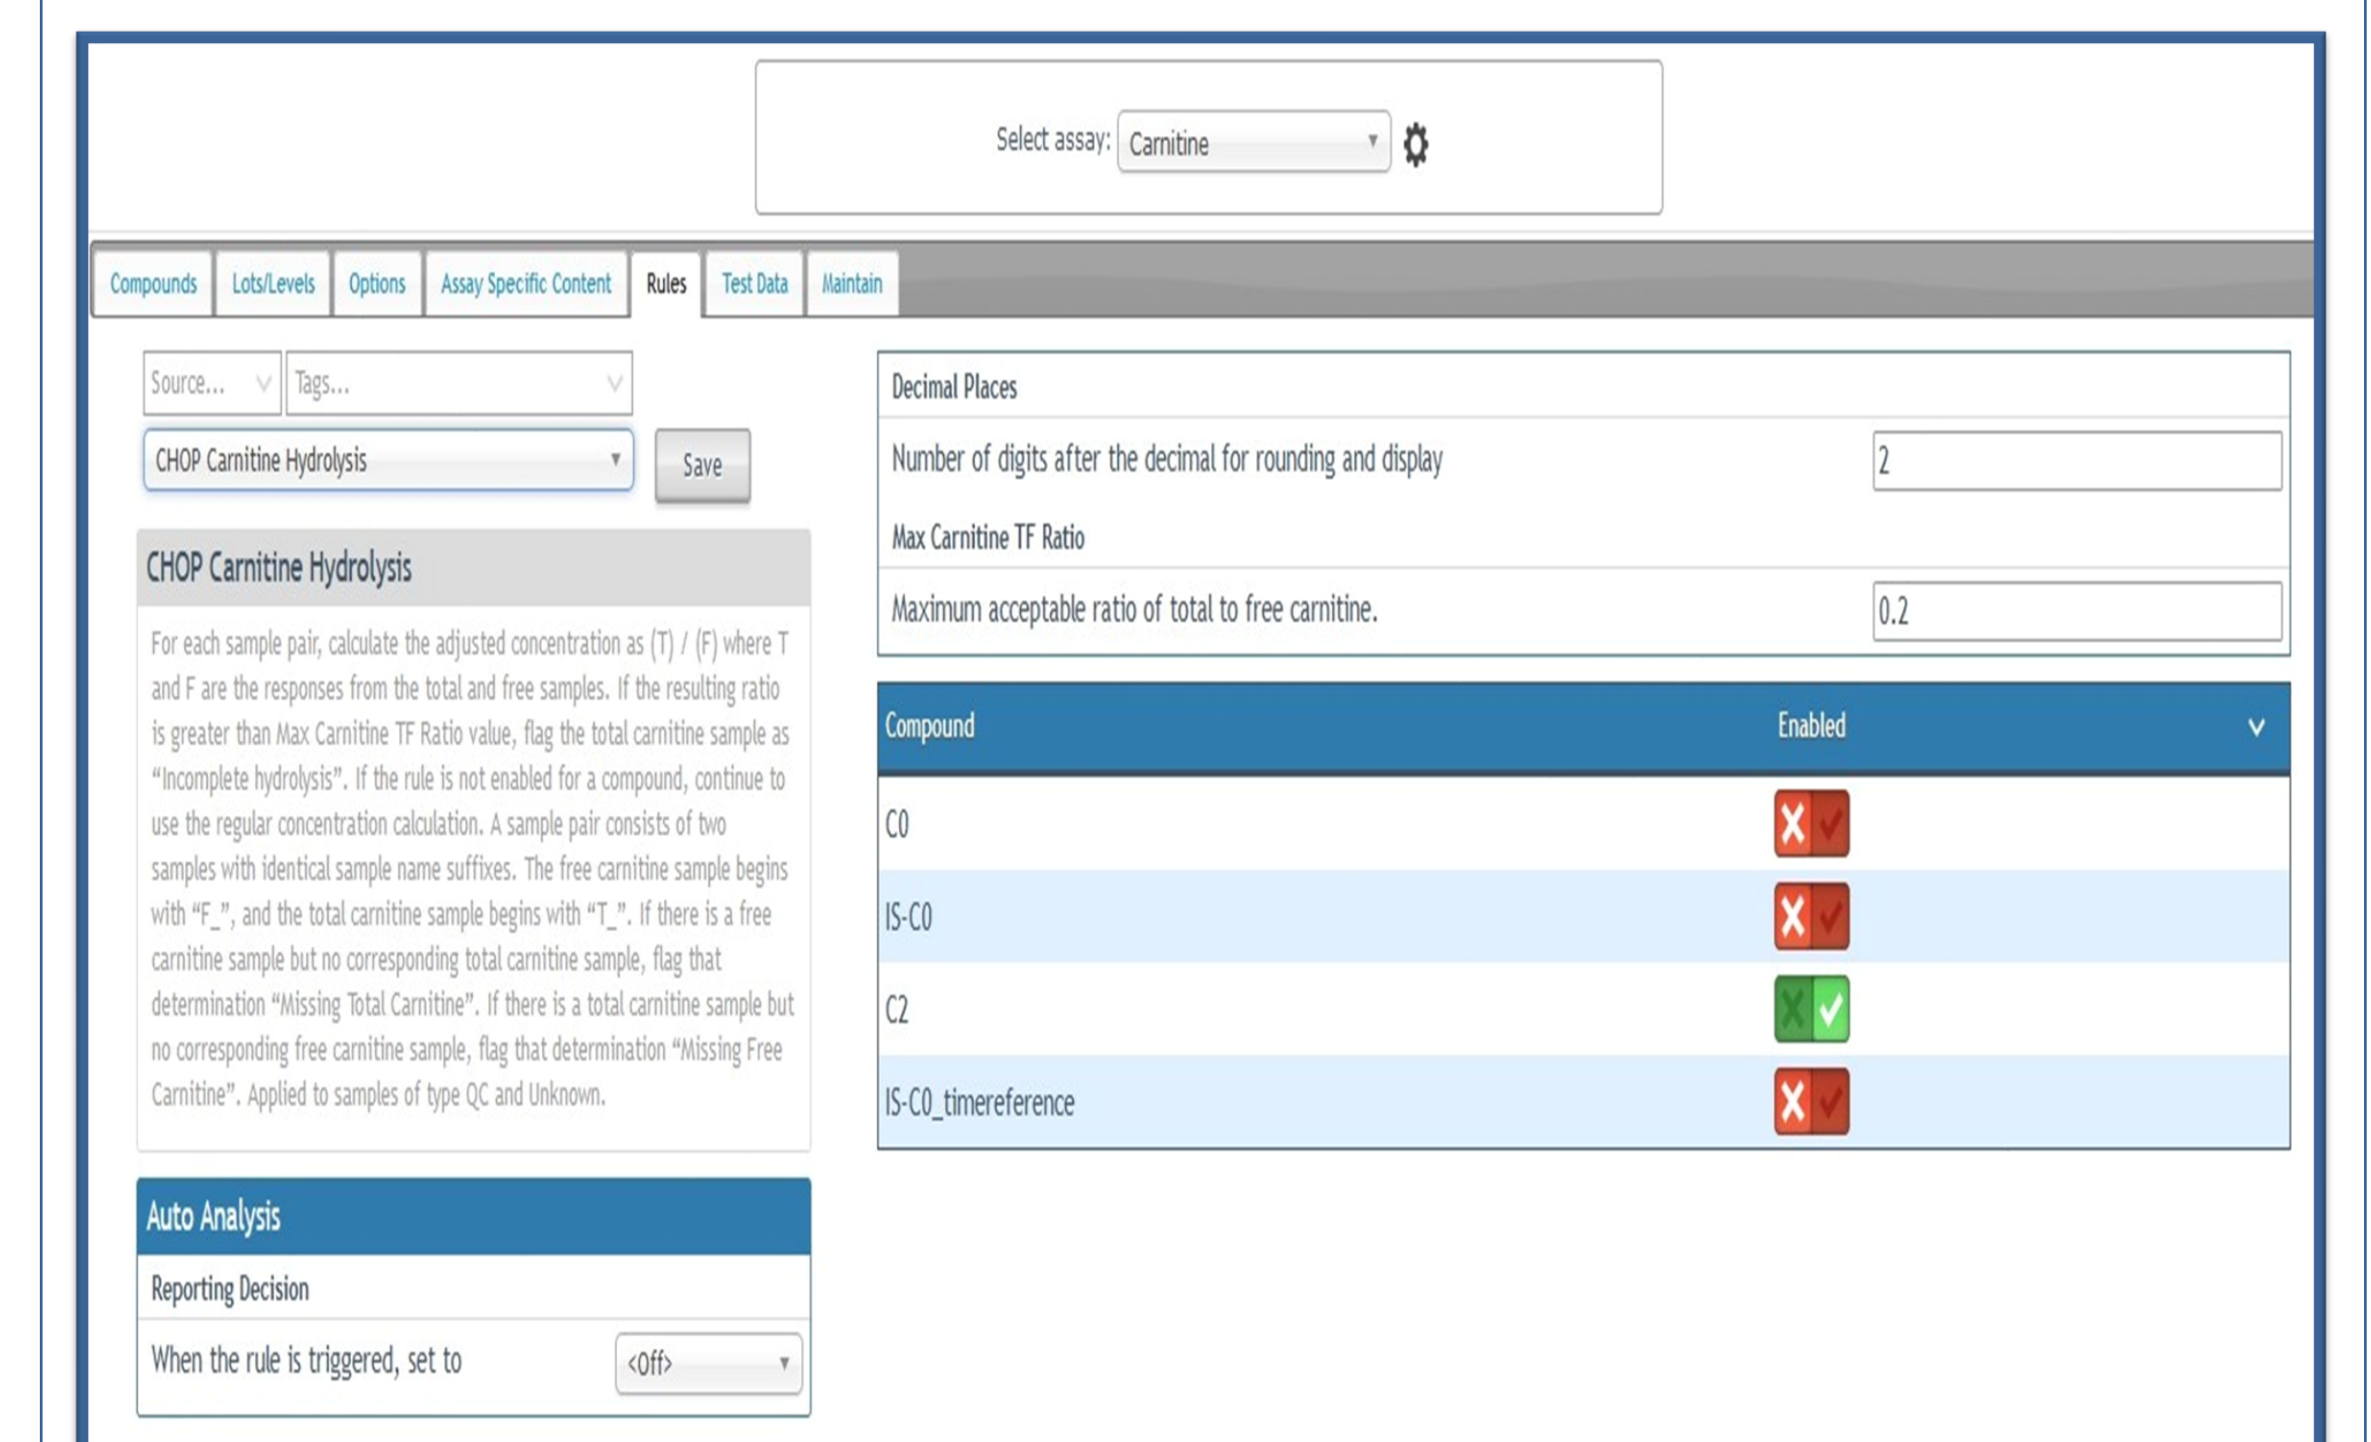 Select assay: Carnitine
Compounds Lots/Levels Options Assay Specific Content Rules Test Data Maintain
Source... Tags...
CHOP Carnitine Hydrolysis Save
CHOP Carnitine Hydrolysis
For each sample pair, calculate the adjusted concentration as (T) / (F) where T
and F are the responses from the total and free samples. If the resulting ratio
is greater than Max Carnitine TF Ratio value, flag the total carnitine sample as
“Incomplete hydrolysis”. If the rule is not enabled for a compound, continue to
use the regular concentration calculation. A sample pair consists of two
samples with identical sample name suffixes. The free carnitine sample begins
with “F_”, and the total carnitine sample begins with “T_”. If there is a free
carnitine sample but no corresponding total carnitine sample, flag that
determination “Missing Total Carnitine”. If there is a total carnitine sample but
no corresponding free carnitine sample, flag that determination “Missing Free
Carnitine”. Applied to samples of type QC and Unknown.
Auto Analysis
Reporting Decision
When the rule is triggered, set to <Off>
Decimal Places
Number of digits after the decimal for rounding and display 2
Max Carnitine TF Ratio
Maximum acceptable ratio of total to free carnitine. 0.2
Compound Enabled
C0
IS-C0
C2
IS-C0_timereference